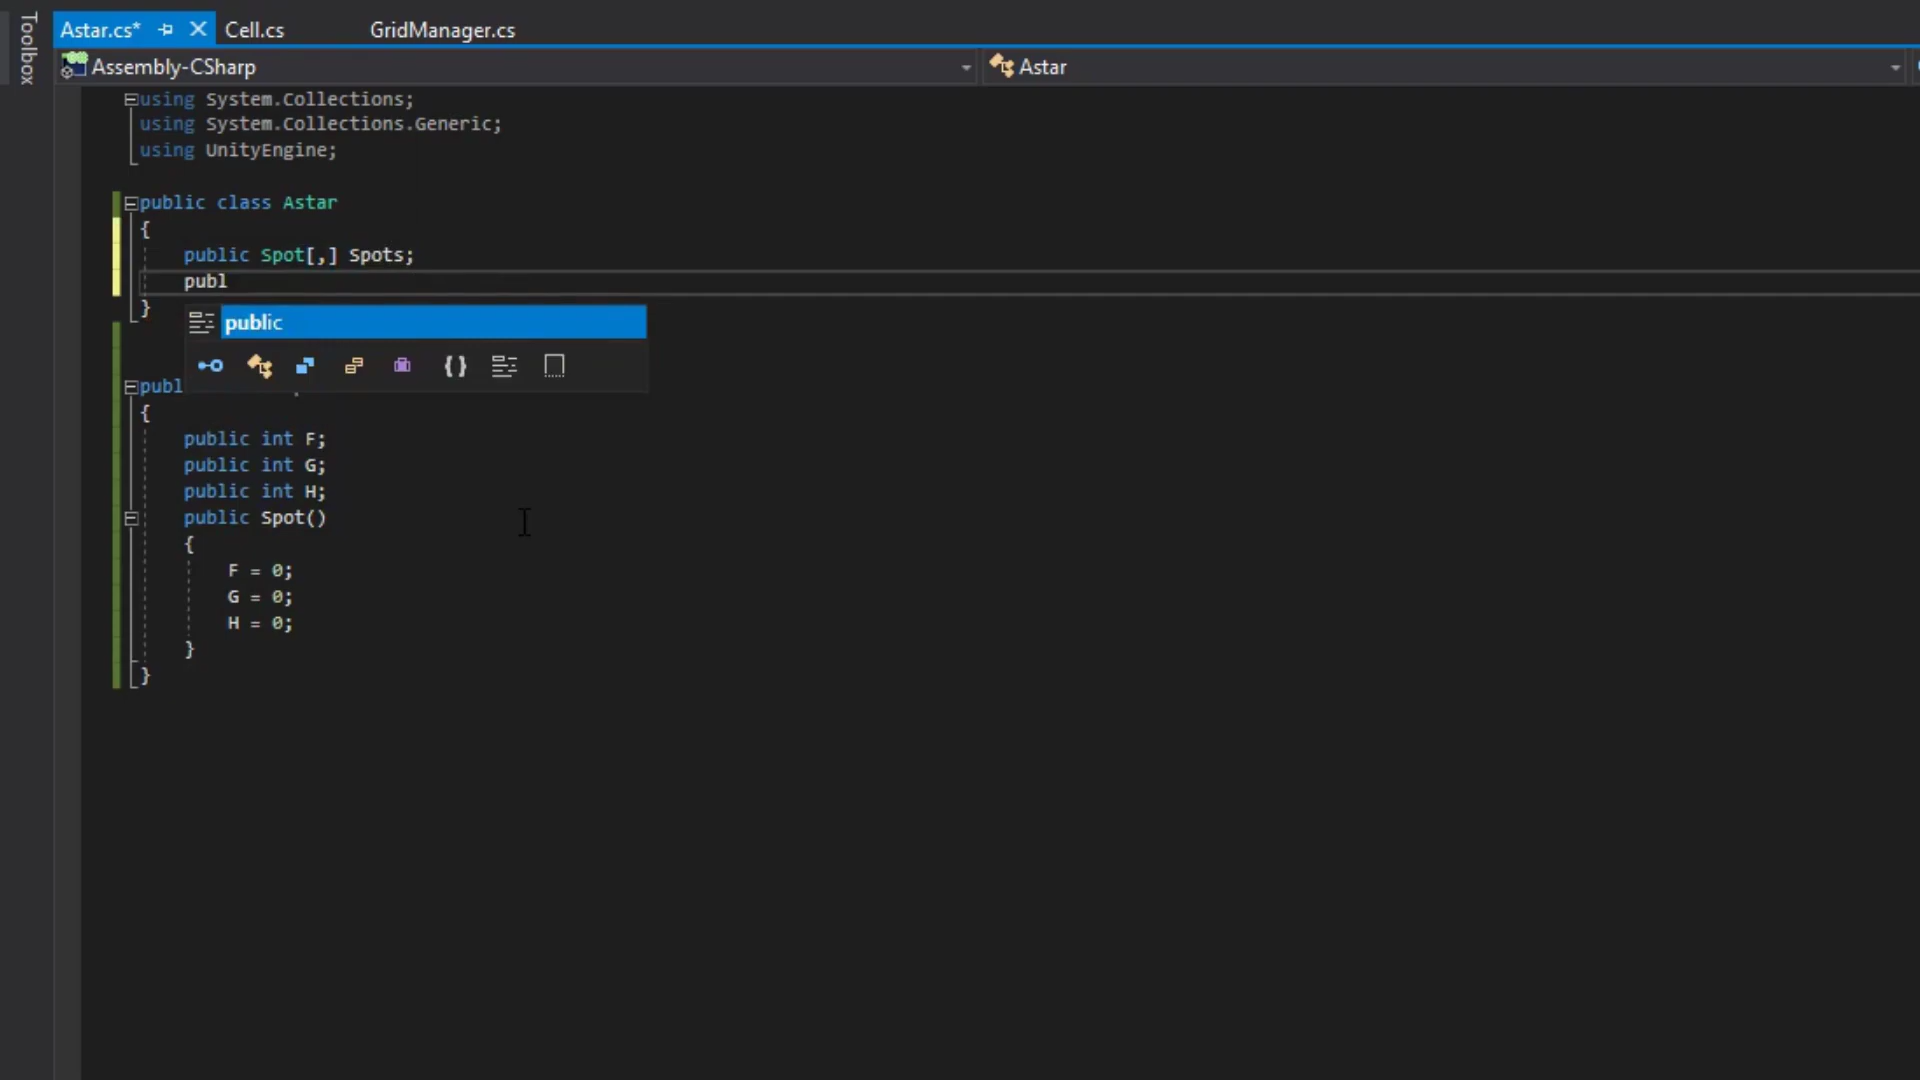 Toolbox
Astar.cs*
Cell.cs
GridManager.cs
Assembly-CSharp
Astar
using System.Collections;
using System.Collections.Generic;
using UnityEngine;
public class Astar
{
public Spot[,] Spots;
publ
}
public
{}
publ
{
public int F;
public int G;
public int H;
public Spot()
{
F = 0;
G = 0;
H = 0;
}
}